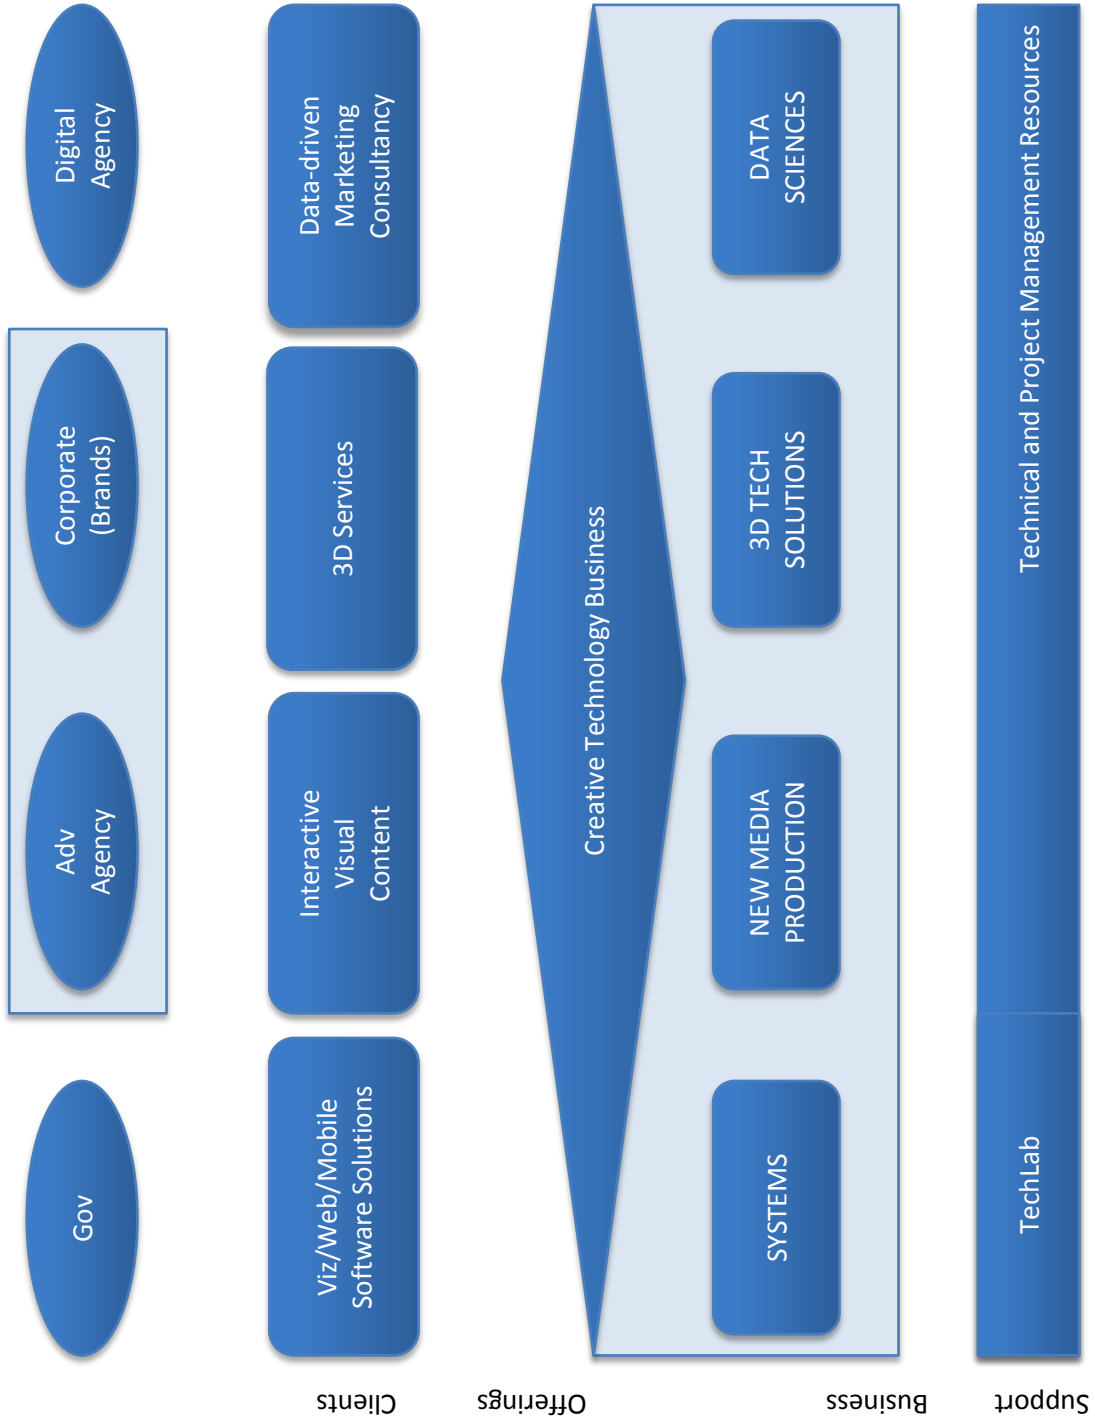 Clients
Gov
Adv
Agency
Corporate
(Brands)
Digital
Agency
Offerings
Viz/Web/Mobile
Software Solutions
Interactive
Visual
Content
3D Services
Data-driven
Marketing
Consultancy
Business
Creative Technology Business
SYSTEMS
NEW MEDIA
PRODUCTION
3D TECH
SOLUTIONS
DATA
SCIENCES
Support
TechLab
Technical and Project Management Resources